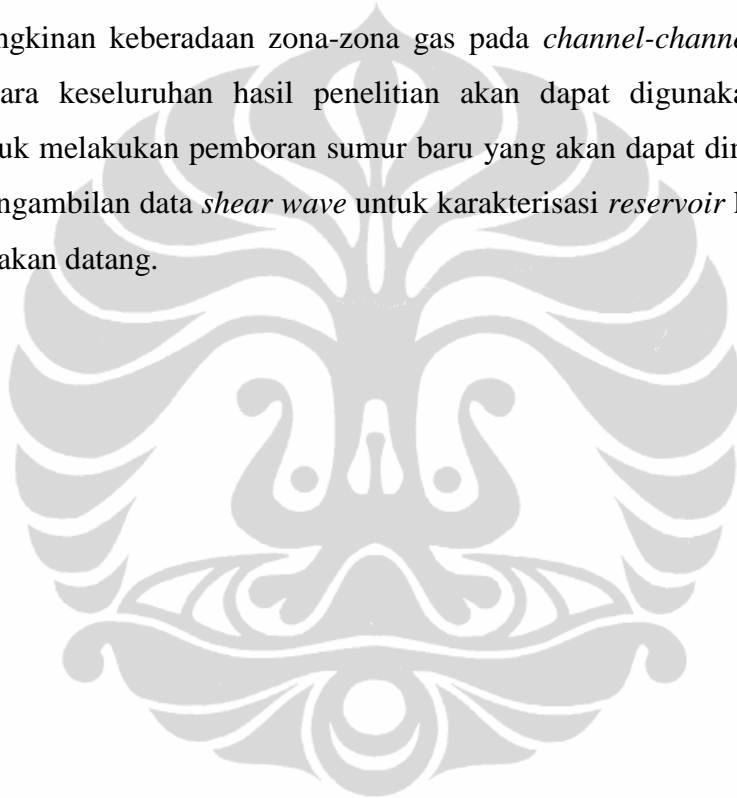 ngkinan keberadaan zona-zona gas pada channel-channe
ara keseluruhan hasil penelitian akan dapat digunaka
uk melakukan pemboran sumur baru yang akan dapat dir
ngambilan data shear wave untuk karakterisasi reservoir l
akan datang.